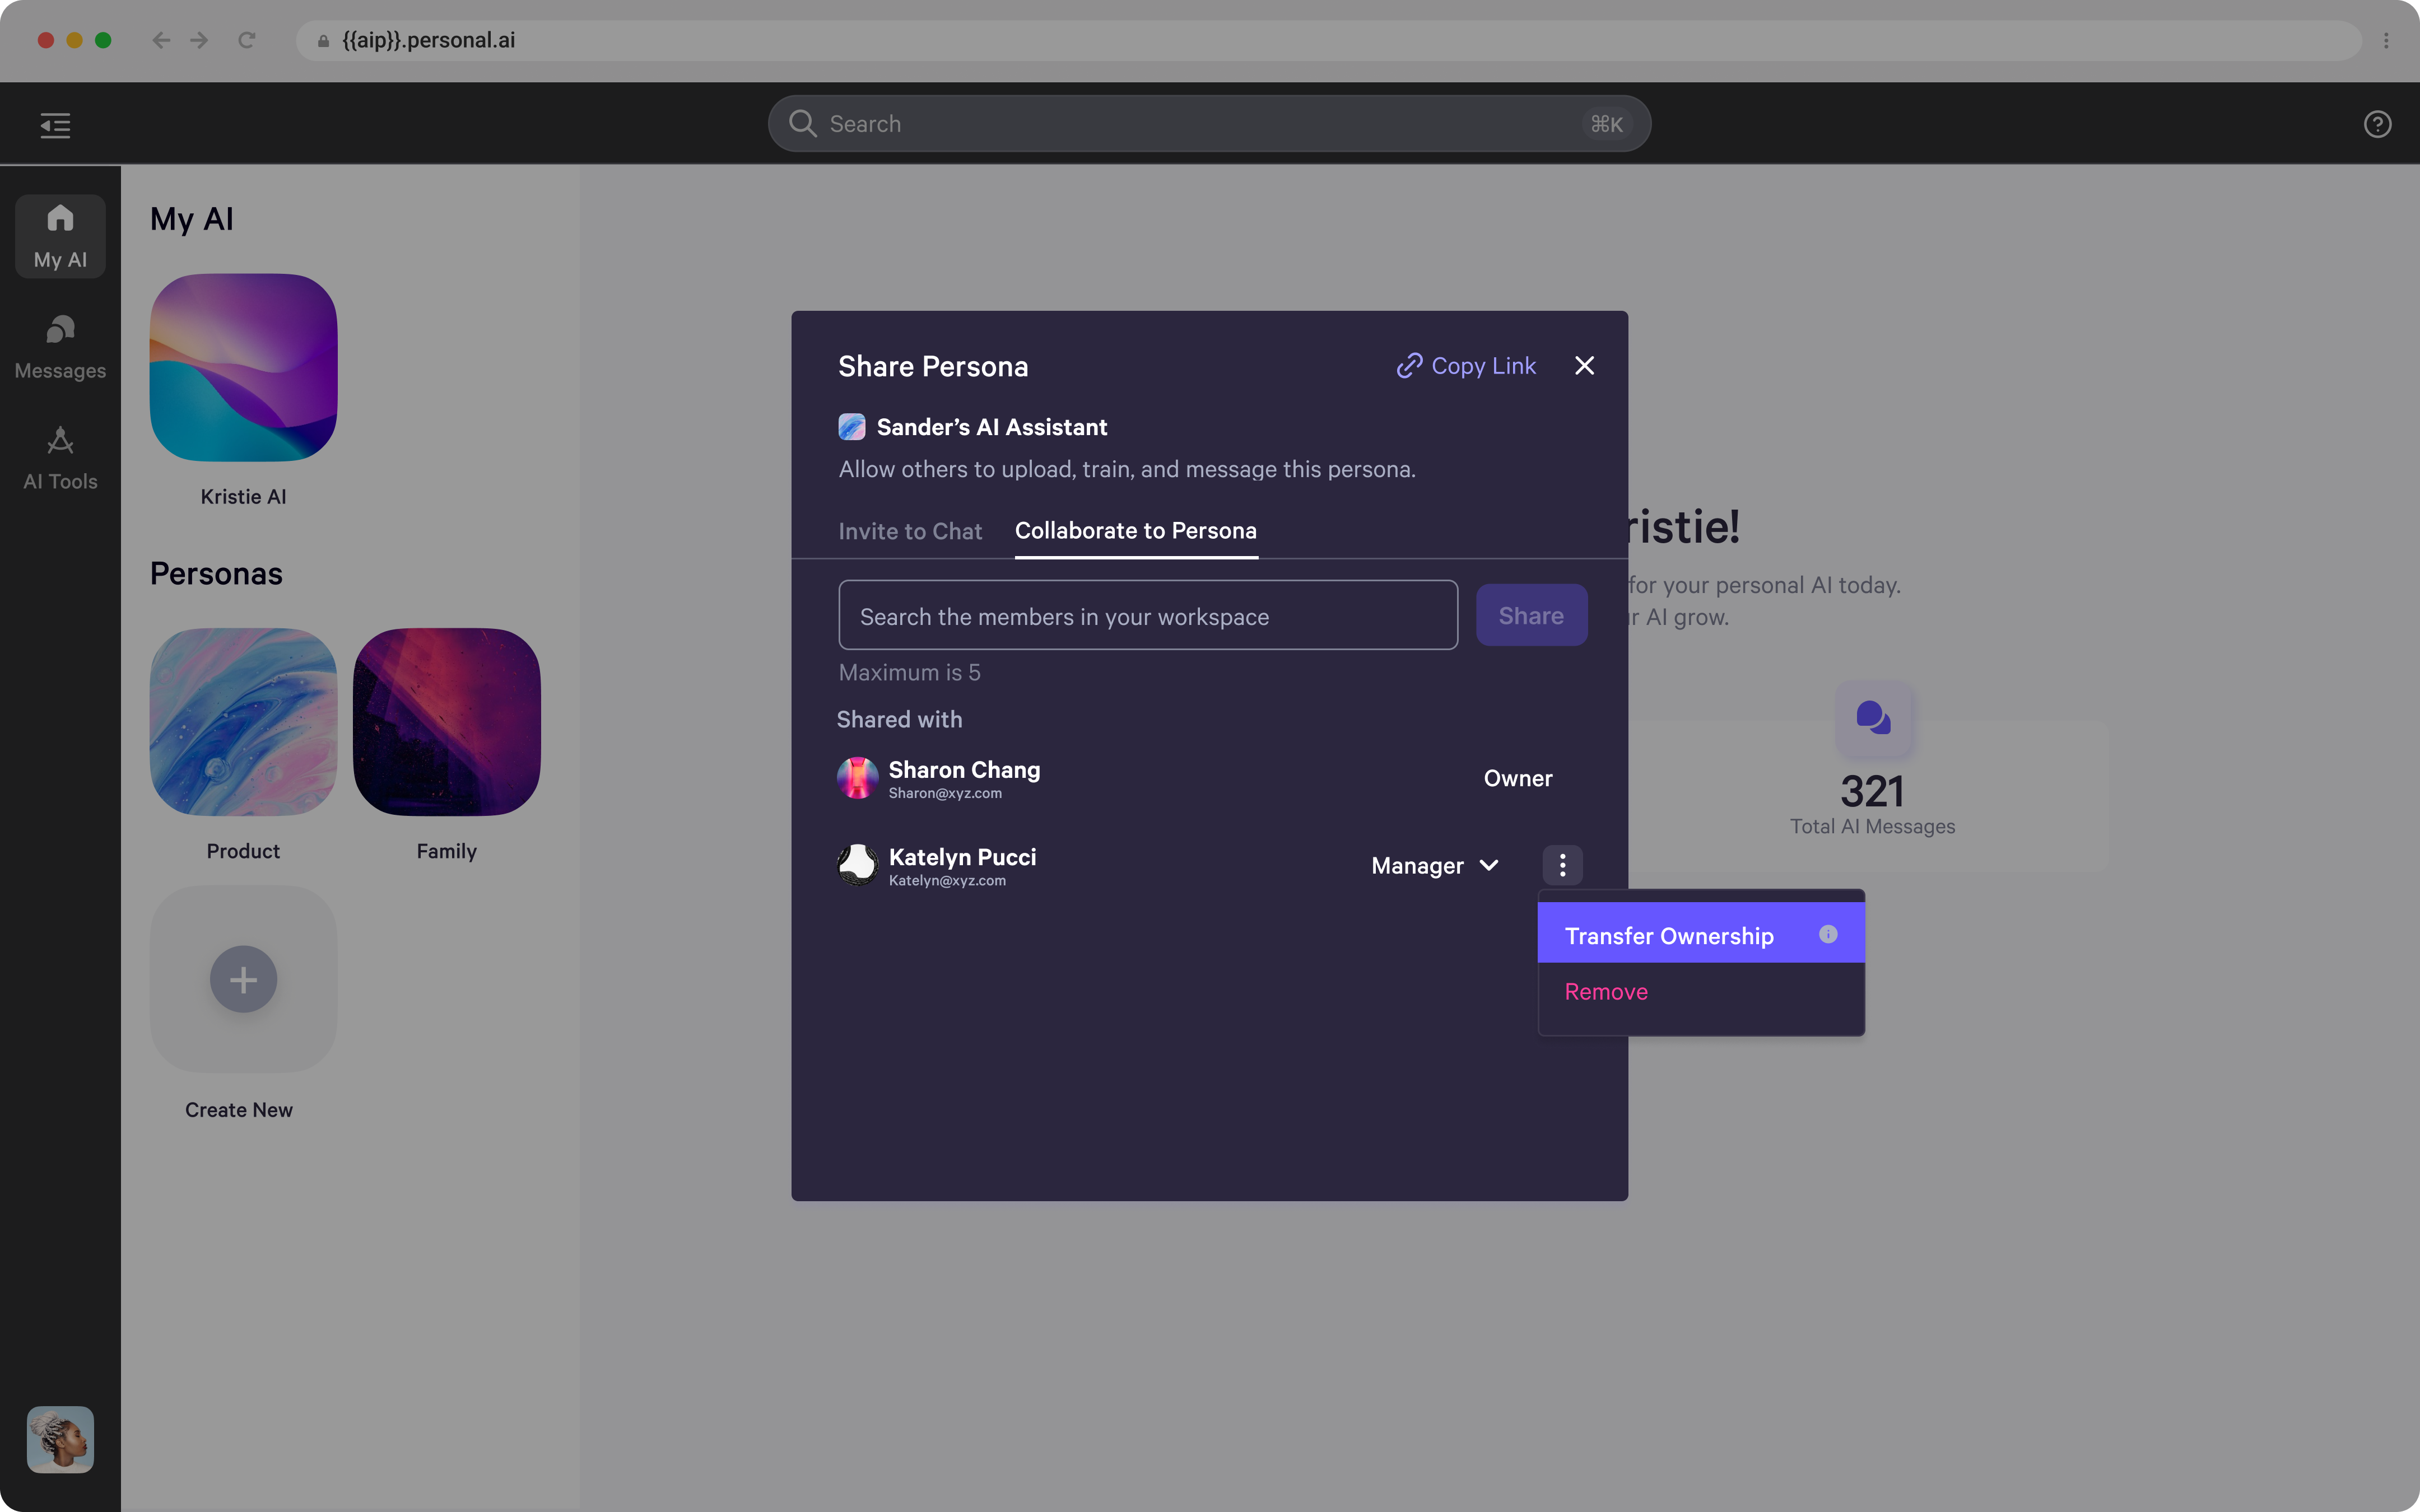 {{aip}}.personal.ai
Search
⌘K
My AI
Messages
AI Tools
My AI
Kristie AI
Personas
Product
Family
Create New
Share Persona
Copy Link
Sander’s AI Assistant
Allow others to upload, train, and message this persona.
Invite to Chat
Collaborate to Persona
Search the members in your workspace
Share
Maximum is 5
Shared with
Sharon Chang
Sharon@xyz.com
Owner
Katelyn Pucci
Katelyn@xyz.com
Manager
Transfer Ownership
Remove
ristie!
for your personal AI today.
r AI grow.
321
Total AI Messages